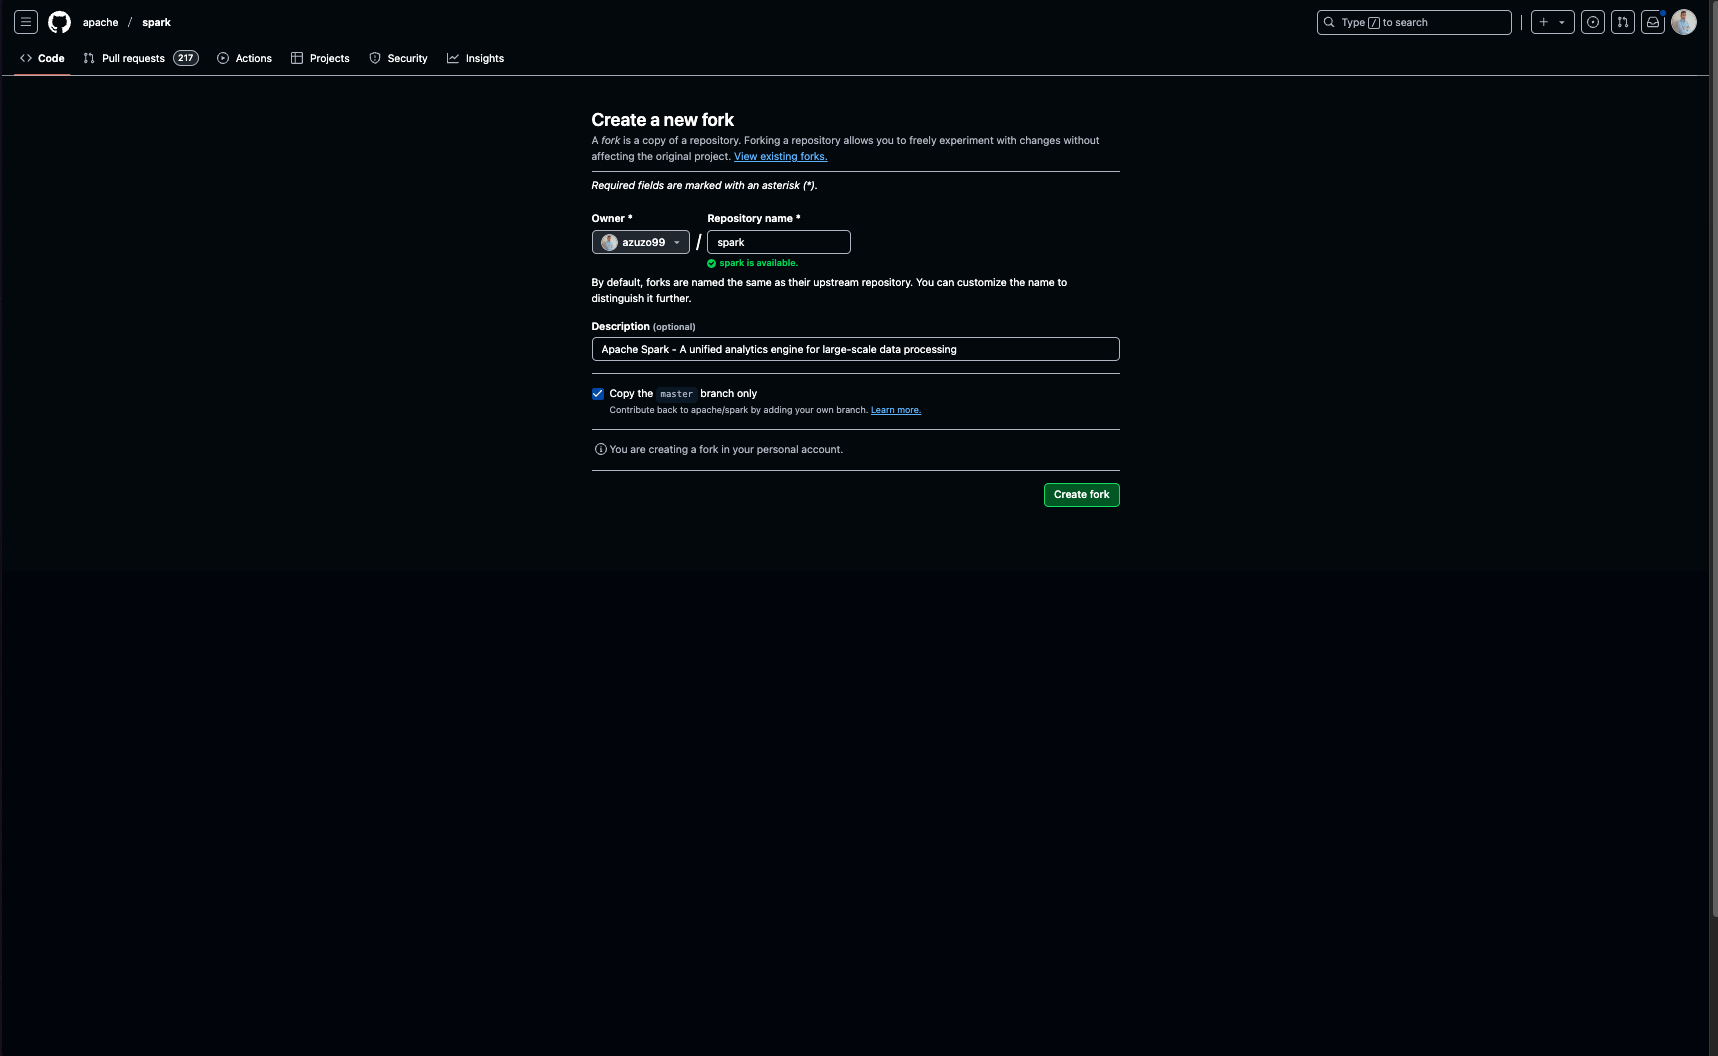 apache / spark
Type / to search
Code
Pull requests 217
Actions
Projects
Security
Insights
Create a new fork
A fork is a copy of a repository. Forking a repository allows you to freely experiment with changes without
affecting the original project. View existing forks.
Required fields are marked with an asterisk (*).
Owner *
Repository name *
azuzo99
/
spark
spark is available.
By default, forks are named the same as their upstream repository. You can customize the name to
distinguish it further.
Description (optional)
Apache Spark - A unified analytics engine for large-scale data processing
Copy the master branch only
Contribute back to apache/spark by adding your own branch. Learn more.
You are creating a fork in your personal account.
Create fork